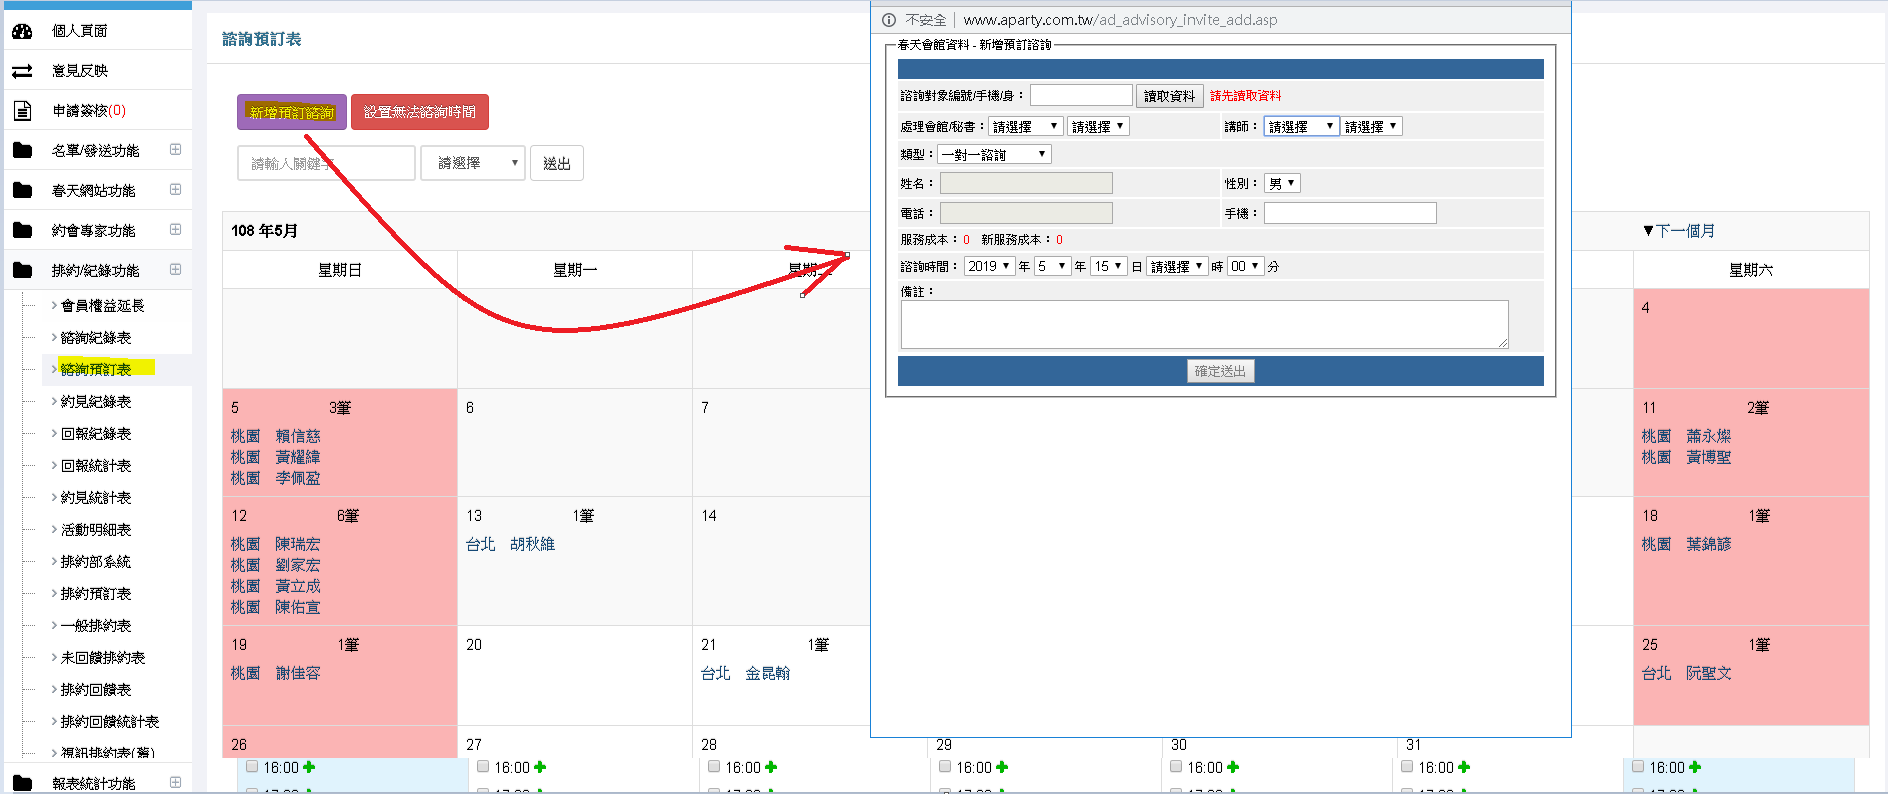 個人頁面
意見反映
申請簽核(0)
名單/發送功能
春天網站功能
約會專家功能
排約/紀錄功能
會員權益延長
諮詢紀錄表
諮詢預訂表
約見紀錄表
回報紀錄表
回報統計表
約見統計表
活動明細表
排約部系統
排約預訂表
一般排約表
未回饋排約表
排約回饋表
排約回饋統計表
視訊排約表(舊)
報表統計功能
諮詢預訂表
新增預訂諮詢 設置無法諮詢時間
請輸入關鍵字 請選擇 送出
108 年5月 ▼下一個月
星期日 星期一 星期二 星期六
4
5 3筆 6 7 11 2筆
桃園 賴信慈 桃園 蕭永燦
桃園 黃耀緯 桃園 黃博聖
桃園 李佩盈
12 6筆 13 1筆 14 18 1筆
桃園 陳瑞宏 台北 胡秋維 桃園 葉錦諺
桃園 劉家宏
桃園 黃立成
桃園 陳佑宣
19 1筆 20 21 1筆 25 1筆
桃園 謝佳容 台北 金昆翰 台北 阮聖文
26 27 28 29 30 31
16:00 16:00 16:00 16:00 16:00 16:00 16:00
不安全 www.aparty.com.tw/ad_advisory_invite_add.asp
春天會館資料 - 新增預訂諮詢
諮詢對象編號/手機/身： 讀取資料 請先讀取資料
處理會館/秘書： 請選擇 請選擇 講師： 請選擇 請選擇
類型： 一對一諮詢
姓名： 性別： 男
電話： 手機：
服務成本：0 新服務成本：0
諮詢時間： 2019 年 5 年 15 日 請選擇 時 00 分
備註：
確定送出